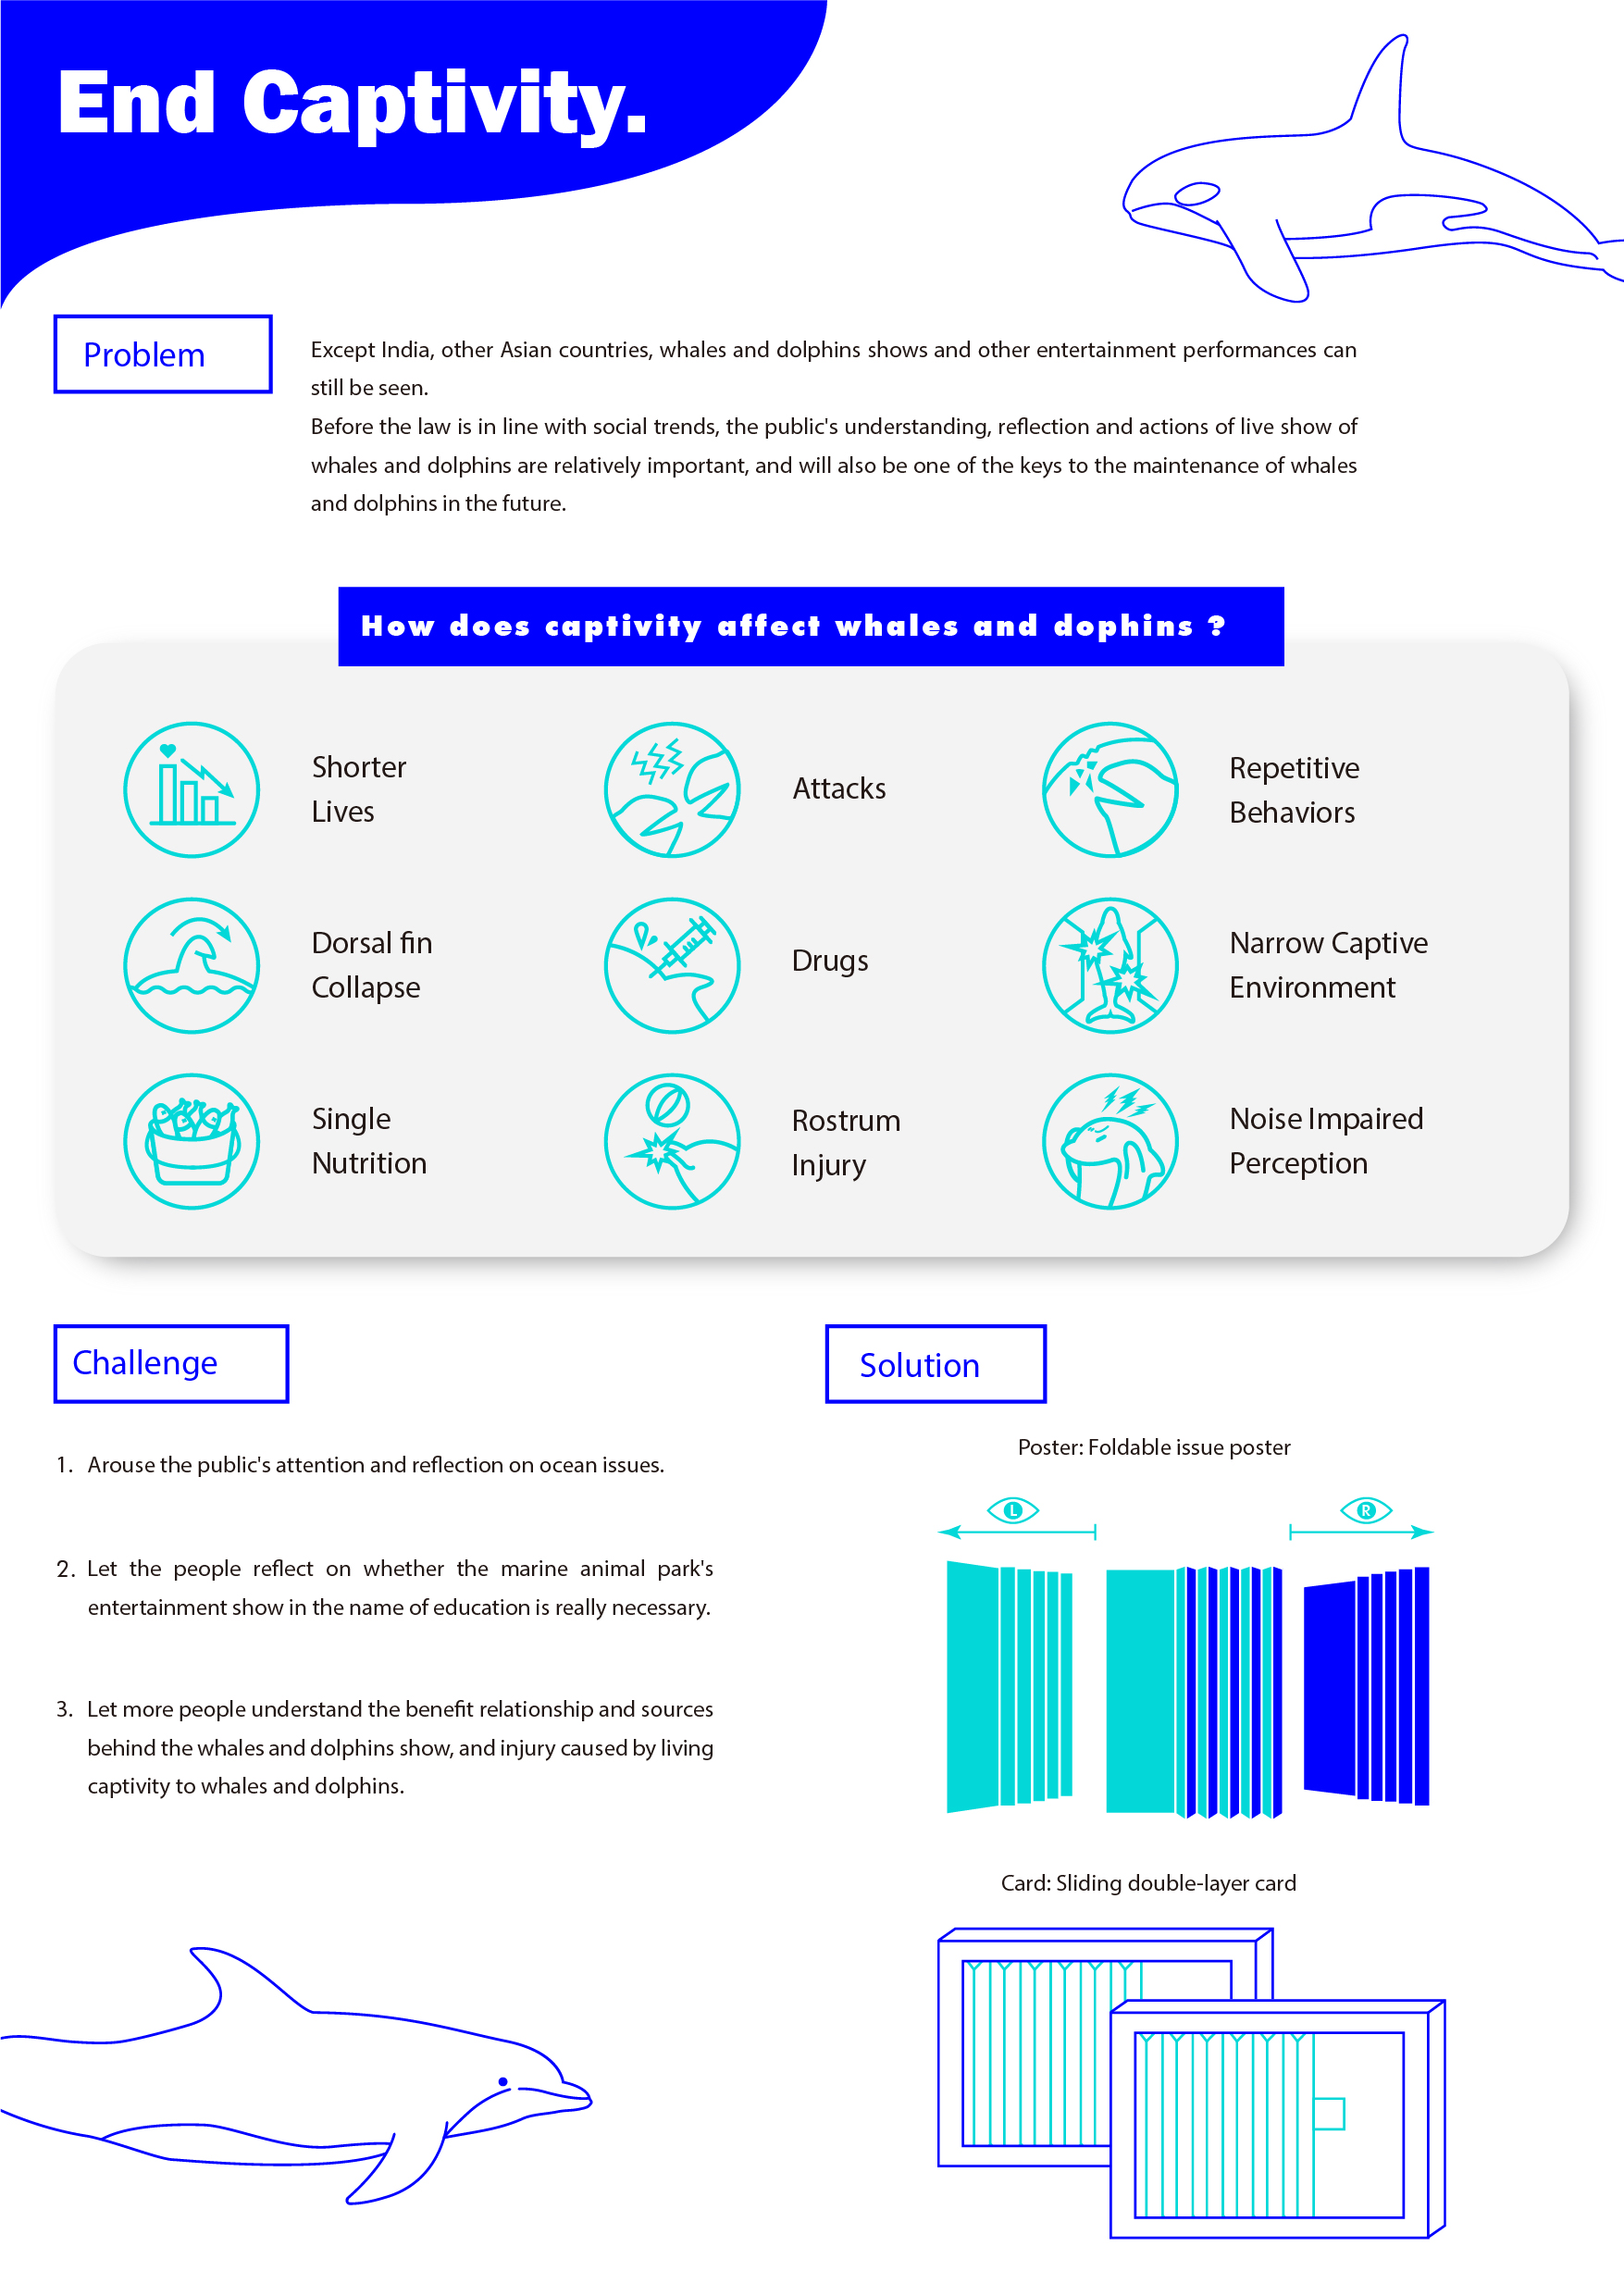 End Captivity.
Problem
Except India, other Asian countries, whales and dolphins shows and other entertainment performances can
still be seen.
Before the law is in line with social trends, the public's understanding, reflection and actions of live show of
whales and dolphins are relatively important, and will also be one of the keys to the maintenance of whales
and dolphins in the future.
How does captivity affect whales and dophins ?
Shorter
Lives
Attacks
Repetitive
Behaviors
Dorsal fin
Collapse
Drugs
Narrow Captive
Environment
Single
Nutrition
Rostrum
Injury
Noise Impaired
Perception
Challenge
1. Arouse the public's attention and reflection on ocean issues.
2. Let the people reflect on whether the marine animal park's
entertainment show in the name of education is really necessary.
3. Let more people understand the benefit relationship and sources
behind the whales and dolphins show, and injury caused by living
captivity to whales and dolphins.
Solution
Poster: Foldable issue poster
L
R
Card: Sliding double-layer card